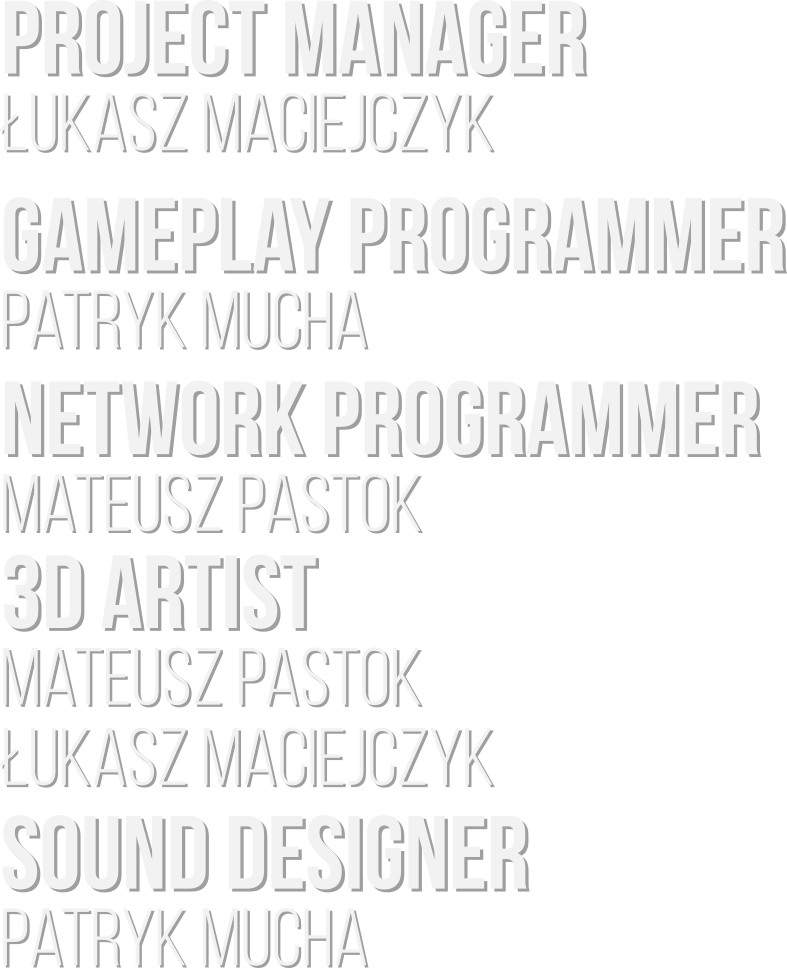 PROJECT MANAGER
ŁUKASZ MACIEJCZYK
GAMEPLAY PROGRAMMER
PATRYK MUCHA
NETWORK PROGRAMMER
MATEUSZ PASTOK
3D ARTIST
MATEUSZ PASTOK
ŁUKASZ MACIEJCZYK
SOUND DESIGNER
PATRYK MUCHA